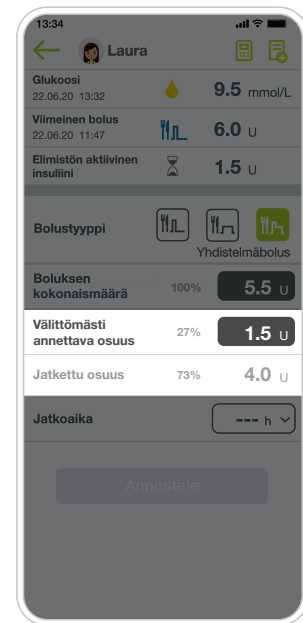 13:34
Laura
Glukoosi
22.06.20 13:32
9.5 mmol/L
Viimeinen bolus
22.06.20 11:47
6.0 U
Elimistön aktiivinen
insuliini
1.5 U
Bolustyyppi
Yhdistelmäbolus
Boluksen
kokonaismäärä
100%
5.5 U
Välittömästi
annettava osuus
27%
1.5 U
Jatkettu osuus
73%
4.0 U
Jatkoaika
--- h
Annostele